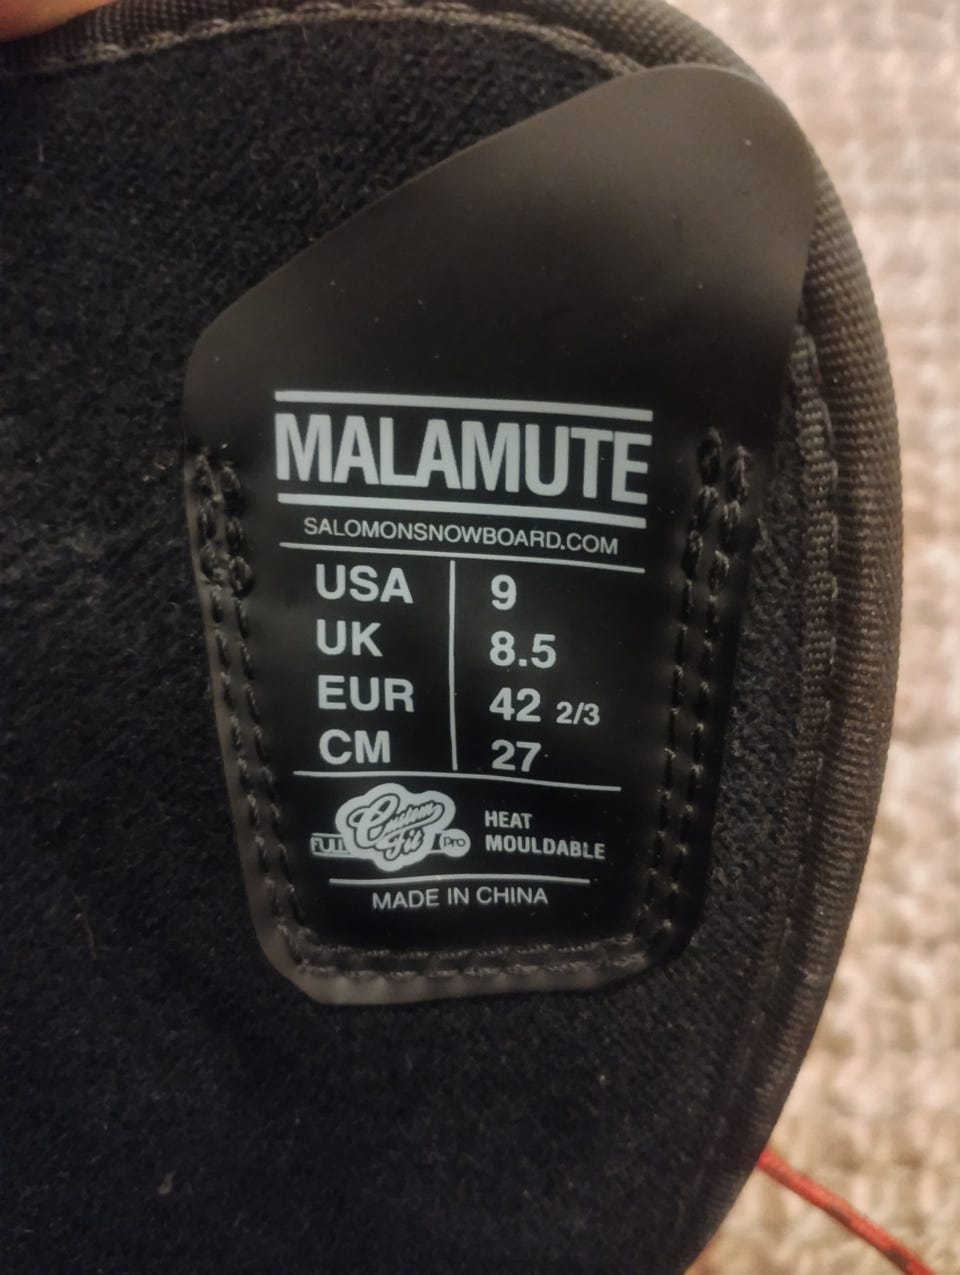 MALAMUTE
SALOMONSNOWBOARD.COM
USA 9
UK 8.5
EUR 42 2/3
CM 27
Custom Fit FULL Pro
HEAT
MOULDABLE
MADE IN CHINA